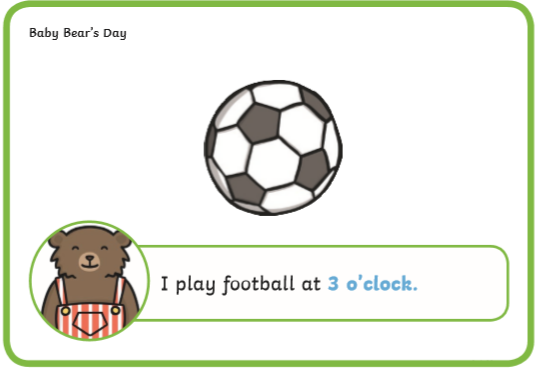 Baby Bear's Day
I play football at 3 o'clock.